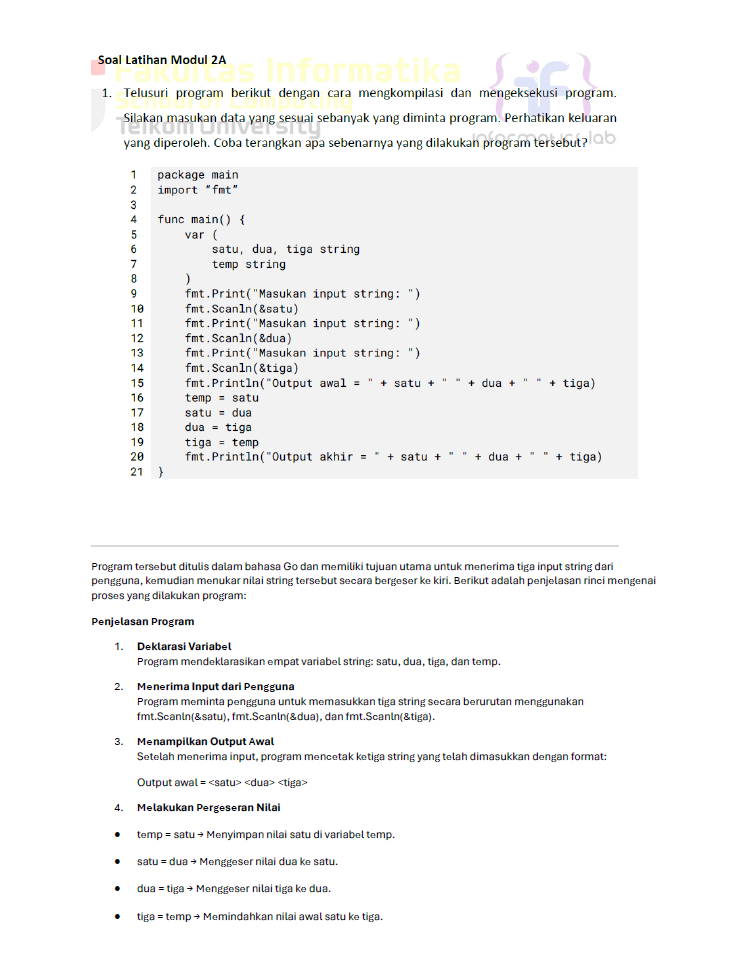 Soal Latihan Modul 2A
Fakultas Informatika
School of Computing
Telkom University
informatics lab
1. Telusuri program berikut dengan cara mengkompilasi dan mengeksekusi program.
Silakan masukan data yang sesuai sebanyak yang diminta program. Perhatikan keluaran
yang diperoleh. Coba terangkan apa sebenarnya yang dilakukan program tersebut?
1 package main
2 import “fmt”
3
4 func main() {
5 var (
6 satu, dua, tiga string
7 temp string
8 )
9 fmt.Print("Masukan input string: ")
10 fmt.Scanln(&satu)
11 fmt.Print("Masukan input string: ")
12 fmt.Scanln(&dua)
13 fmt.Print("Masukan input string: ")
14 fmt.Scanln(&tiga)
15 fmt.Println("Output awal = " + satu + " " + dua + " " + tiga)
16 temp = satu
17 satu = dua
18 dua = tiga
19 tiga = temp
20 fmt.Println("Output akhir = " + satu + " " + dua + " " + tiga)
21 }
Program tersebut ditulis dalam bahasa Go dan memiliki tujuan utama untuk menerima tiga input string dari
pengguna, kemudian menukar nilai string tersebut secara bergeser ke kiri. Berikut adalah penjelasan rinci mengenai
proses yang dilakukan program:
Penjelasan Program
1. Deklarasi Variabel
Program mendeklarasikan empat variabel string: satu, dua, tiga, dan temp.
2. Menerima Input dari Pengguna
Program meminta pengguna untuk memasukkan tiga string secara berurutan menggunakan
fmt.Scanln(&satu), fmt.Scanln(&dua), dan fmt.Scanln(&tiga).
3. Menampilkan Output Awal
Setelah menerima input, program mencetak ketiga string yang telah dimasukkan dengan format:
Output awal = <satu> <dua> <tiga>
4. Melakukan Pergeseran Nilai
• temp = satu → Menyimpan nilai satu di variabel temp.
• satu = dua → Menggeser nilai dua ke satu.
• dua = tiga → Menggeser nilai tiga ke dua.
• tiga = temp → Memindahkan nilai awal satu ke tiga.